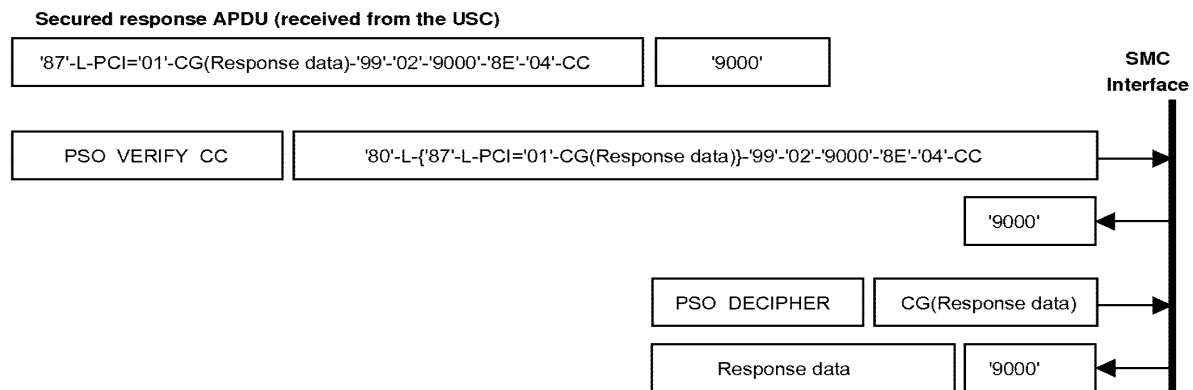 Secured response APDU (received from the USC)
'87'-L-PCI='01'-CG(Response data)-'99'-'02'-'9000'-'8E'-'04'-CC
'9000'
SMC
Interface
PSO VERIFY CC
'80'-L-{'87'-L-PCI='01'-CG(Response data)}-'99'-'02'-'9000'-'8E'-'04'-CC
'9000'
PSO DECIPHER
CG(Response data)
Response data
'9000'